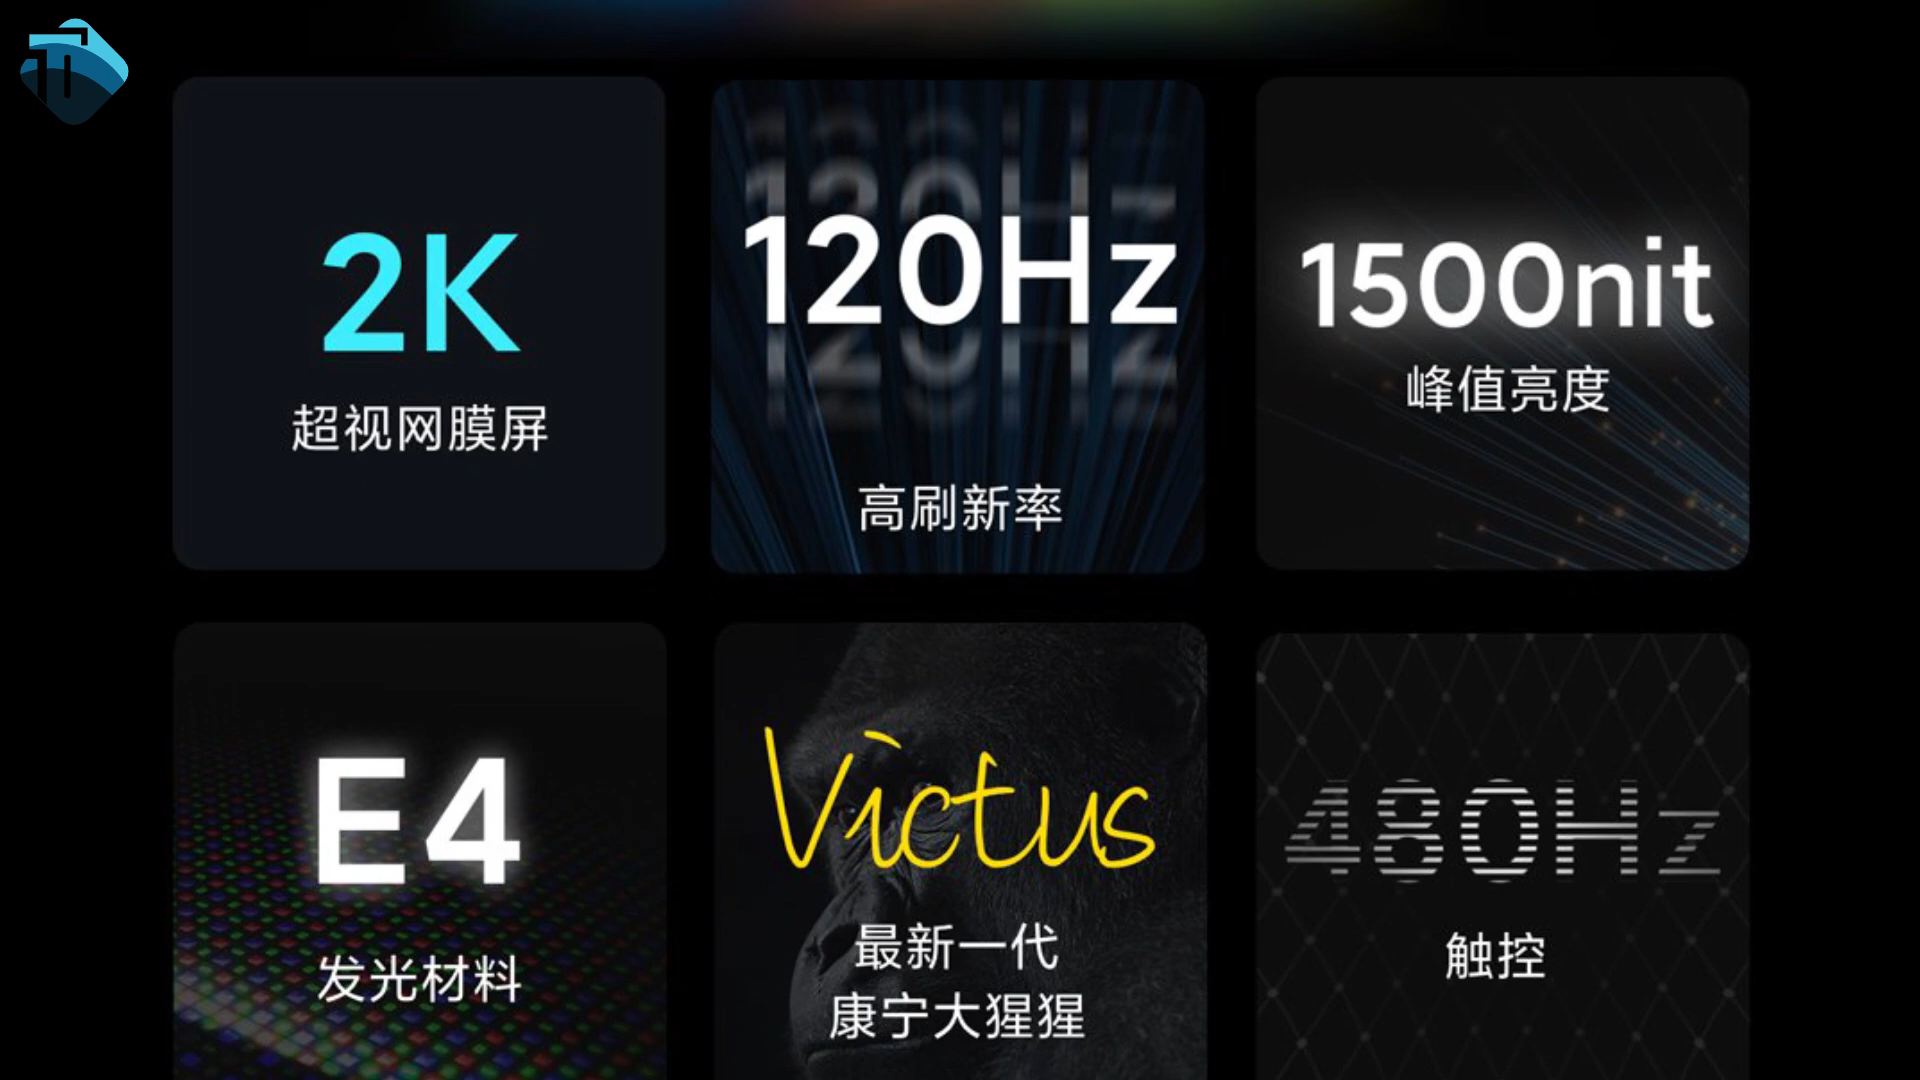 2K
超视网膜屏
120Hz
高刷新率
1500nit
峰值亮度
E4
发光材料
Victus
最新一代
康宁大猩猩
480Hz
触控